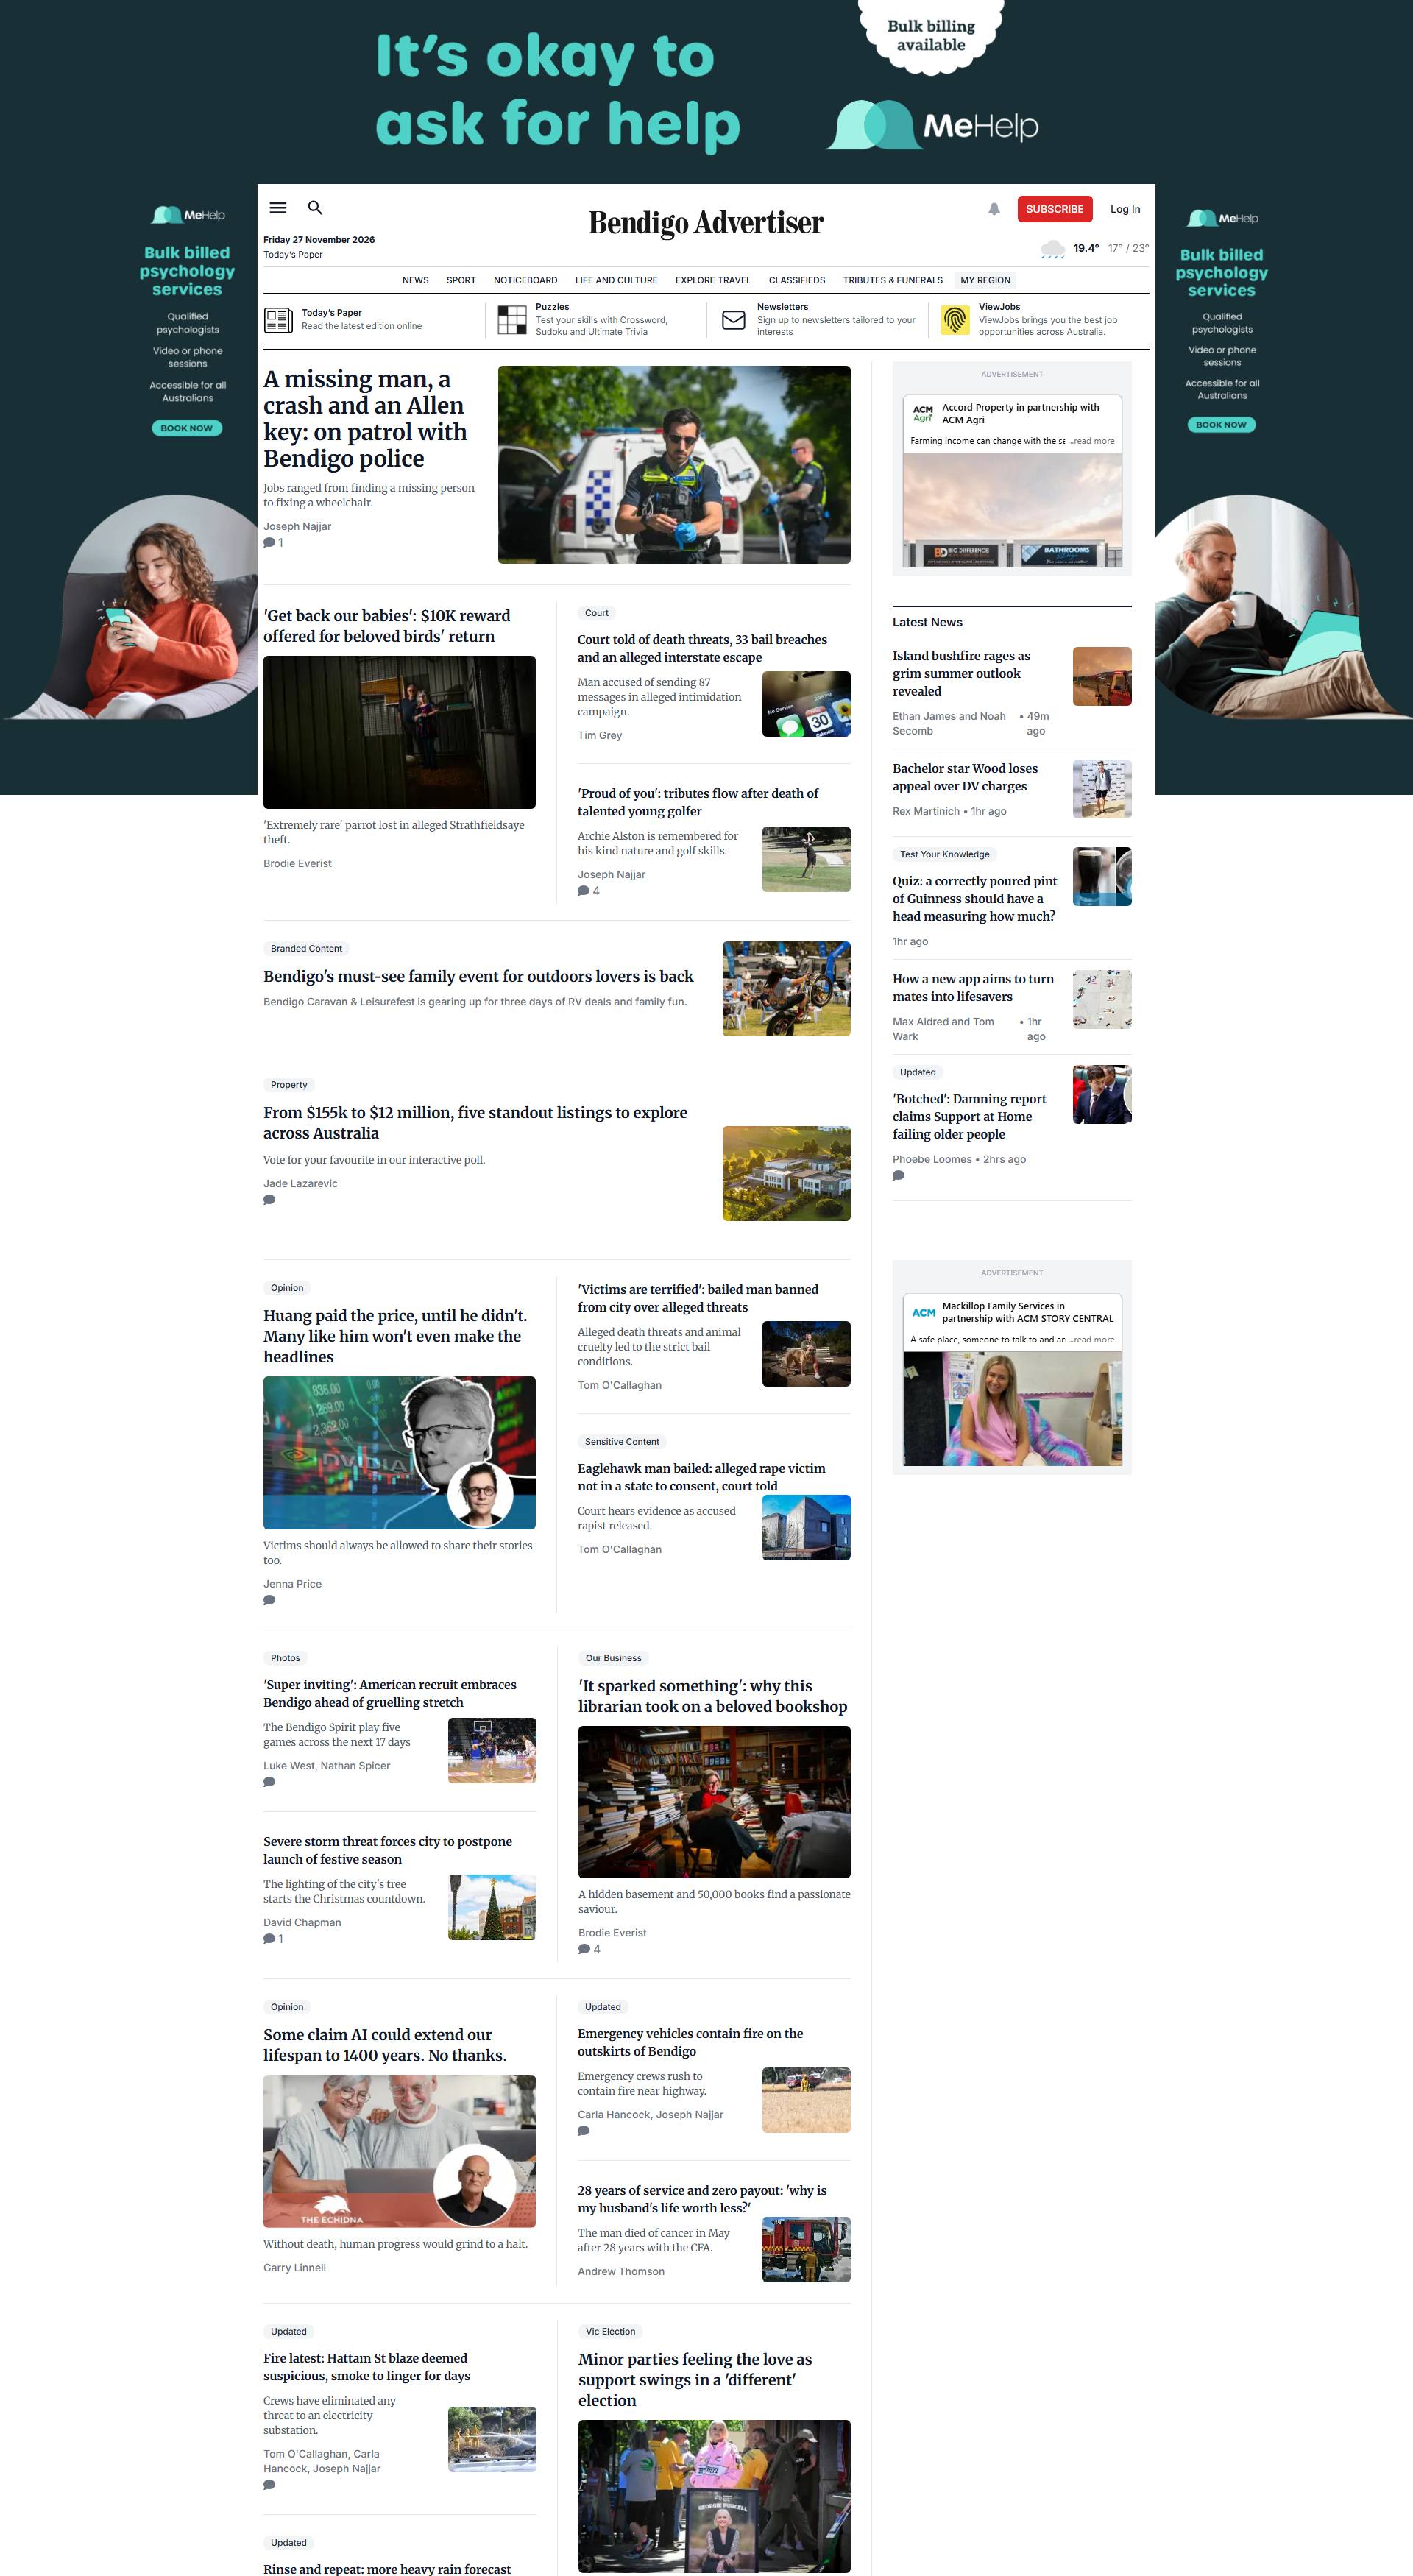 It's okay to
ask for help
Bulk billing
available
MeHelp
MeHelp
Bulk billed
psychology
services
Qualified
psychologists
Video or phone
sessions
Accessible for all
Australians
BOOK NOW
Bendigo Advertiser
SUBSCRIBE
Log In
Friday 27 November 2026
Today's Paper
19.4° 17° / 23°
NEWS SPORT NOTICEBOARD LIFE AND CULTURE EXPLORE TRAVEL CLASSIFIEDS TRIBUTES & FUNERALS MY REGION
Today's Paper
Read the latest edition online
Puzzles
Test your skills with Crossword,
Sudoku and Ultimate Trivia
Newsletters
Sign up to newsletters tailored to your
interests
ViewJobs
ViewJobs brings you the best job
opportunities across Australia.
MeHelp
Bulk billed
psychology
services
Qualified
psychologists
Video or phone
sessions
Accessible for all
Australians
BOOK NOW
A missing man, a
crash and an Allen
key: on patrol with
Bendigo police
Jobs ranged from finding a missing person
to fixing a wheelchair.
Joseph Najjar
1
'Get back our babies': $10K reward
offered for beloved birds' return
'Extremely rare' parrot lost in alleged Strathfieldsaye
theft.
Brodie Everist
Court
Court told of death threats, 33 bail breaches
and an alleged interstate escape
Man accused of sending 87
messages in alleged intimidation
campaign.
Tim Grey
No Service
30
'Proud of you': tributes flow after death of
talented young golfer
Archie Alston is remembered for
his kind nature and golf skills.
Joseph Najjar
4
Branded Content
Bendigo's must-see family event for outdoors lovers is back
Bendigo Caravan & Leisurefest is gearing up for three days of RV deals and family fun.
Property
From $155k to $12 million, five standout listings to explore
across Australia
Vote for your favourite in our interactive poll.
Jade Lazarevic
Opinion
Huang paid the price, until he didn't.
Many like him won't even make the
headlines
836.00
1,269.00
2,362.00
NVIDIA
Victims should always be allowed to share their stories
too.
Jenna Price
'Victims are terrified': bailed man banned
from city over alleged threats
Alleged death threats and animal
cruelty led to the strict bail
conditions.
Tom O'Callaghan
Sensitive Content
Eaglehawk man bailed: alleged rape victim
not in a state to consent, court told
Court hears evidence as accused
rapist released.
Tom O'Callaghan
Photos
'Super inviting': American recruit embraces
Bendigo ahead of gruelling stretch
The Bendigo Spirit play five
games across the next 17 days
Luke West, Nathan Spicer
Severe storm threat forces city to postpone
launch of festive season
The lighting of the city's tree
starts the Christmas countdown.
David Chapman
1
Our Business
'It sparked something': why this
librarian took on a beloved bookshop
A hidden basement and 50,000 books find a passionate
saviour.
Brodie Everist
4
Opinion
Some claim AI could extend our
lifespan to 1400 years. No thanks.
THE ECHIDNA
Without death, human progress would grind to a halt.
Garry Linnell
Updated
Emergency vehicles contain fire on the
outskirts of Bendigo
Emergency crews rush to
contain fire near highway.
Carla Hancock, Joseph Najjar
28 years of service and zero payout: 'why is
my husband's life worth less?'
The man died of cancer in May
after 28 years with the CFA.
Andrew Thomson
Updated
Fire latest: Hattam St blaze deemed
suspicious, smoke to linger for days
Crews have eliminated any
threat to an electricity
substation.
Tom O'Callaghan, Carla
Hancock, Joseph Najjar
Updated
Rinse and repeat: more heavy rain forecast
Vic Election
Minor parties feeling the love as
support swings in a 'different'
election
GEORGIE PURCELL
ADVERTISEMENT
ACM
Agri
Accord Property in partnership with
ACM Agri
Farming income can change with the se ...read more
BD BIG DIFFERENCE
BATHROOMS
Village
Latest News
Island bushfire rages as
grim summer outlook
revealed
Ethan James and Noah
Secomb
• 49m
ago
Bachelor star Wood loses
appeal over DV charges
Rex Martinich • 1hr ago
Test Your Knowledge
Quiz: a correctly poured pint
of Guinness should have a
head measuring how much?
1hr ago
How a new app aims to turn
mates into lifesavers
Max Aldred and Tom
Wark
• 1hr
ago
Updated
'Botched': Damning report
claims Support at Home
failing older people
Phoebe Loomes • 2hrs ago
ADVERTISEMENT
ACM
Mackillop Family Services in
partnership with ACM STORY CENTRAL
A safe place, someone to talk to and ar ...read more